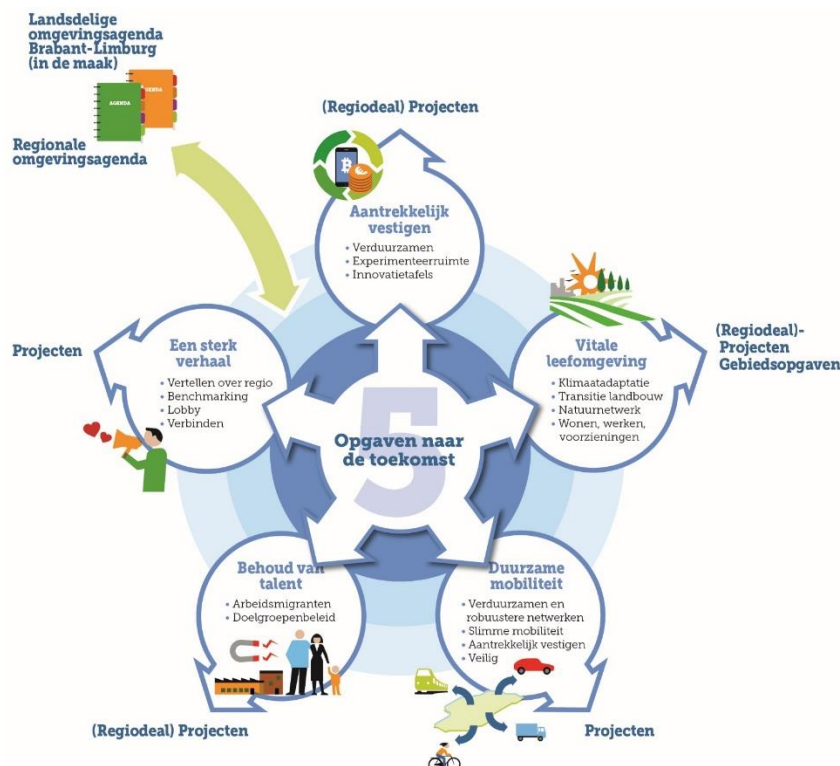 Landsdelige
omgevingsagenda
Brabant-Limburg
(in de maak)
AGENDA
AGENDA
Regionale
omgevingsagenda
(Regiodeal) Projecten
Aantrekkelijk
vestigen
• Verduurzamen
• Experimenteerruimte
• Innovatietafels
Projecten
Een sterk
verhaal
• Vertellen over regio
• Benchmarking
• Lobby
• Verbinden
Vitale
leefomgeving
• Klimaatadaptatie
• Transitie landbouw
• Natuurnetwerk
• Wonen, werken,
voorzieningen
(Regiodeal)-
Projecten
Gebiedsopgaven
5
Opgaven naar
de toekomst
Behoud van
talent
• Arbeidsmigranten
• Doelgroepenbeleid
(Regiodeal) Projecten
Duurzame
mobiliteit
• Verduurzamen en
robuustere netwerken
• Slimme mobiliteit
• Aantrekkelijk vestigen
• Veilig
Projecten